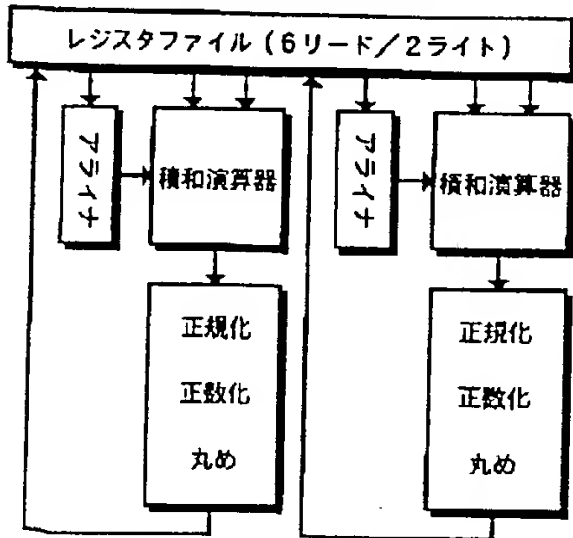 レジスタファイル(6リード/2ライト)
アライナ
積和演算器
アライナ
積和演算器
正規化
正数化
丸め
正規化
正数化
丸め